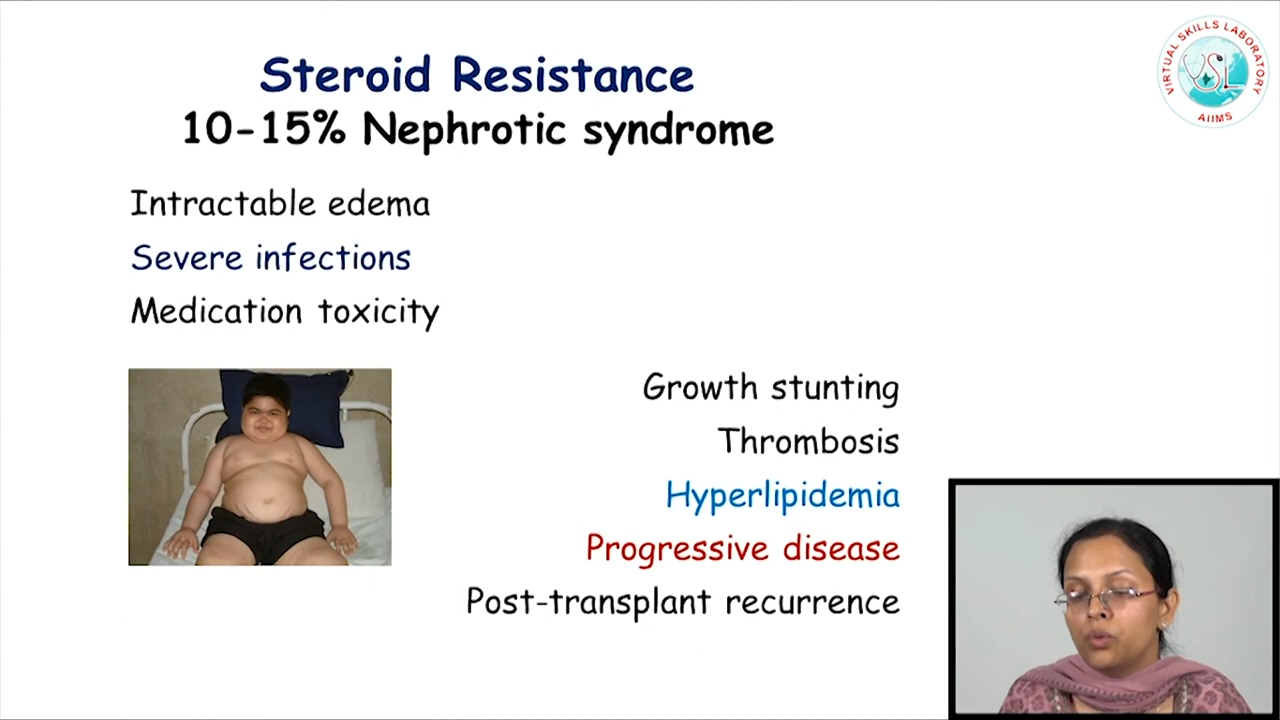 Steroid Resistance
10-15% Nephrotic syndrome
Intractable edema
Severe infections
Medication toxicity
Growth stunting
Thrombosis
Hyperlipidemia
Progressive disease
Post-transplant recurrence
VIRTUAL SKILLS LABORATORY
VSL
AIIMS